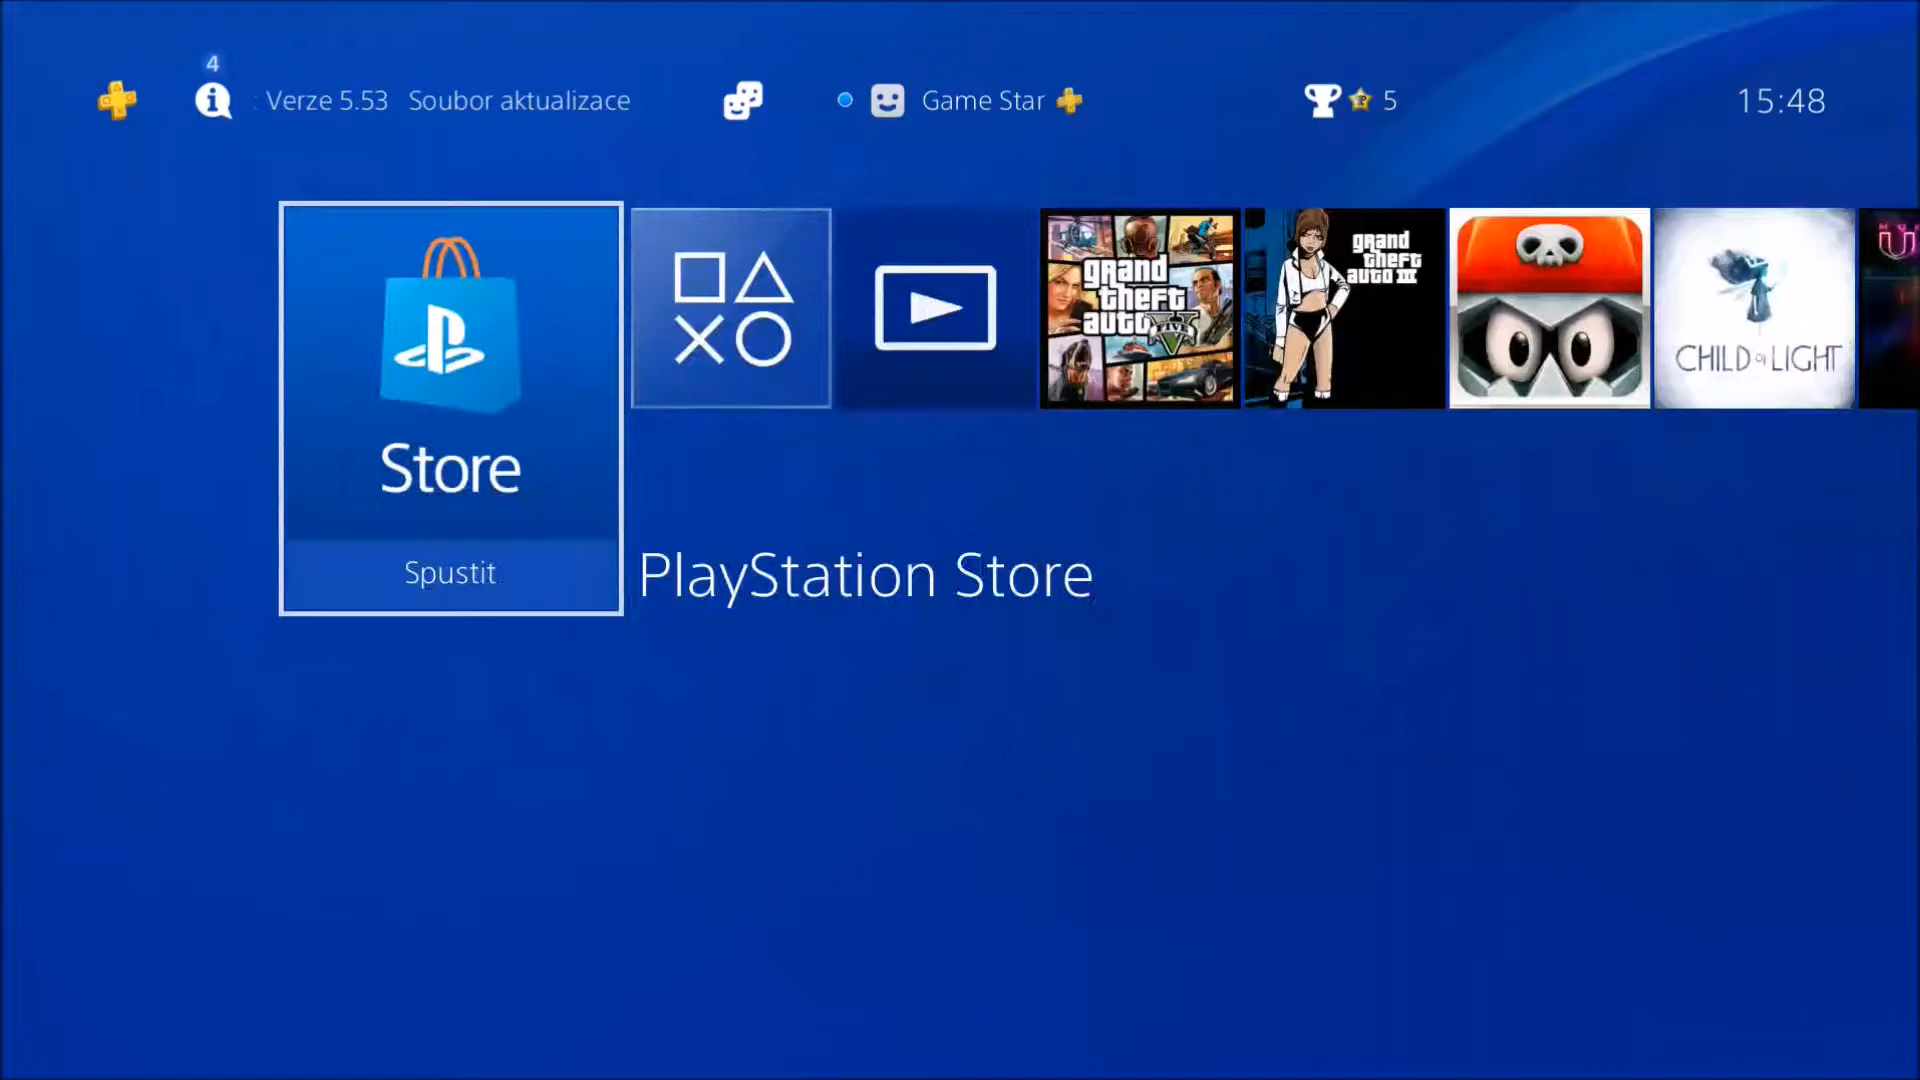 4
: Verze 5.53 Soubor aktualizace
Game Star
5
15:48
grand
theft
auto
V
FIVE
grand
theft
auto III
CHILD OF LIGHT
Store
Spustit
PlayStation Store